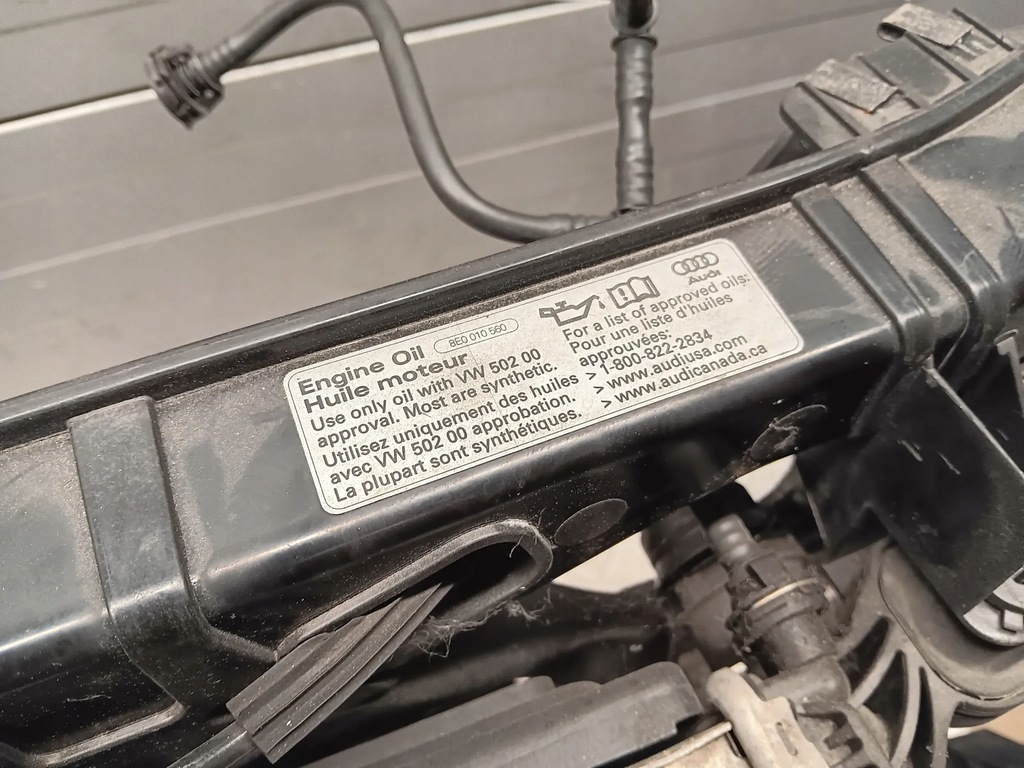 Engine Oil 8E0 010 560
Huile moteur
Use only oil with VW 502 00
approval. Most are synthetic.
Utilisez uniquement des huiles
avec VW 502 00 approbation.
La plupart sont synthétiques.
Audi
For a list of approved oils:
Pour une liste d'huiles
approuvées:
> 1-800-822-2834
> www.audiusa.com
> www.audicanada.ca